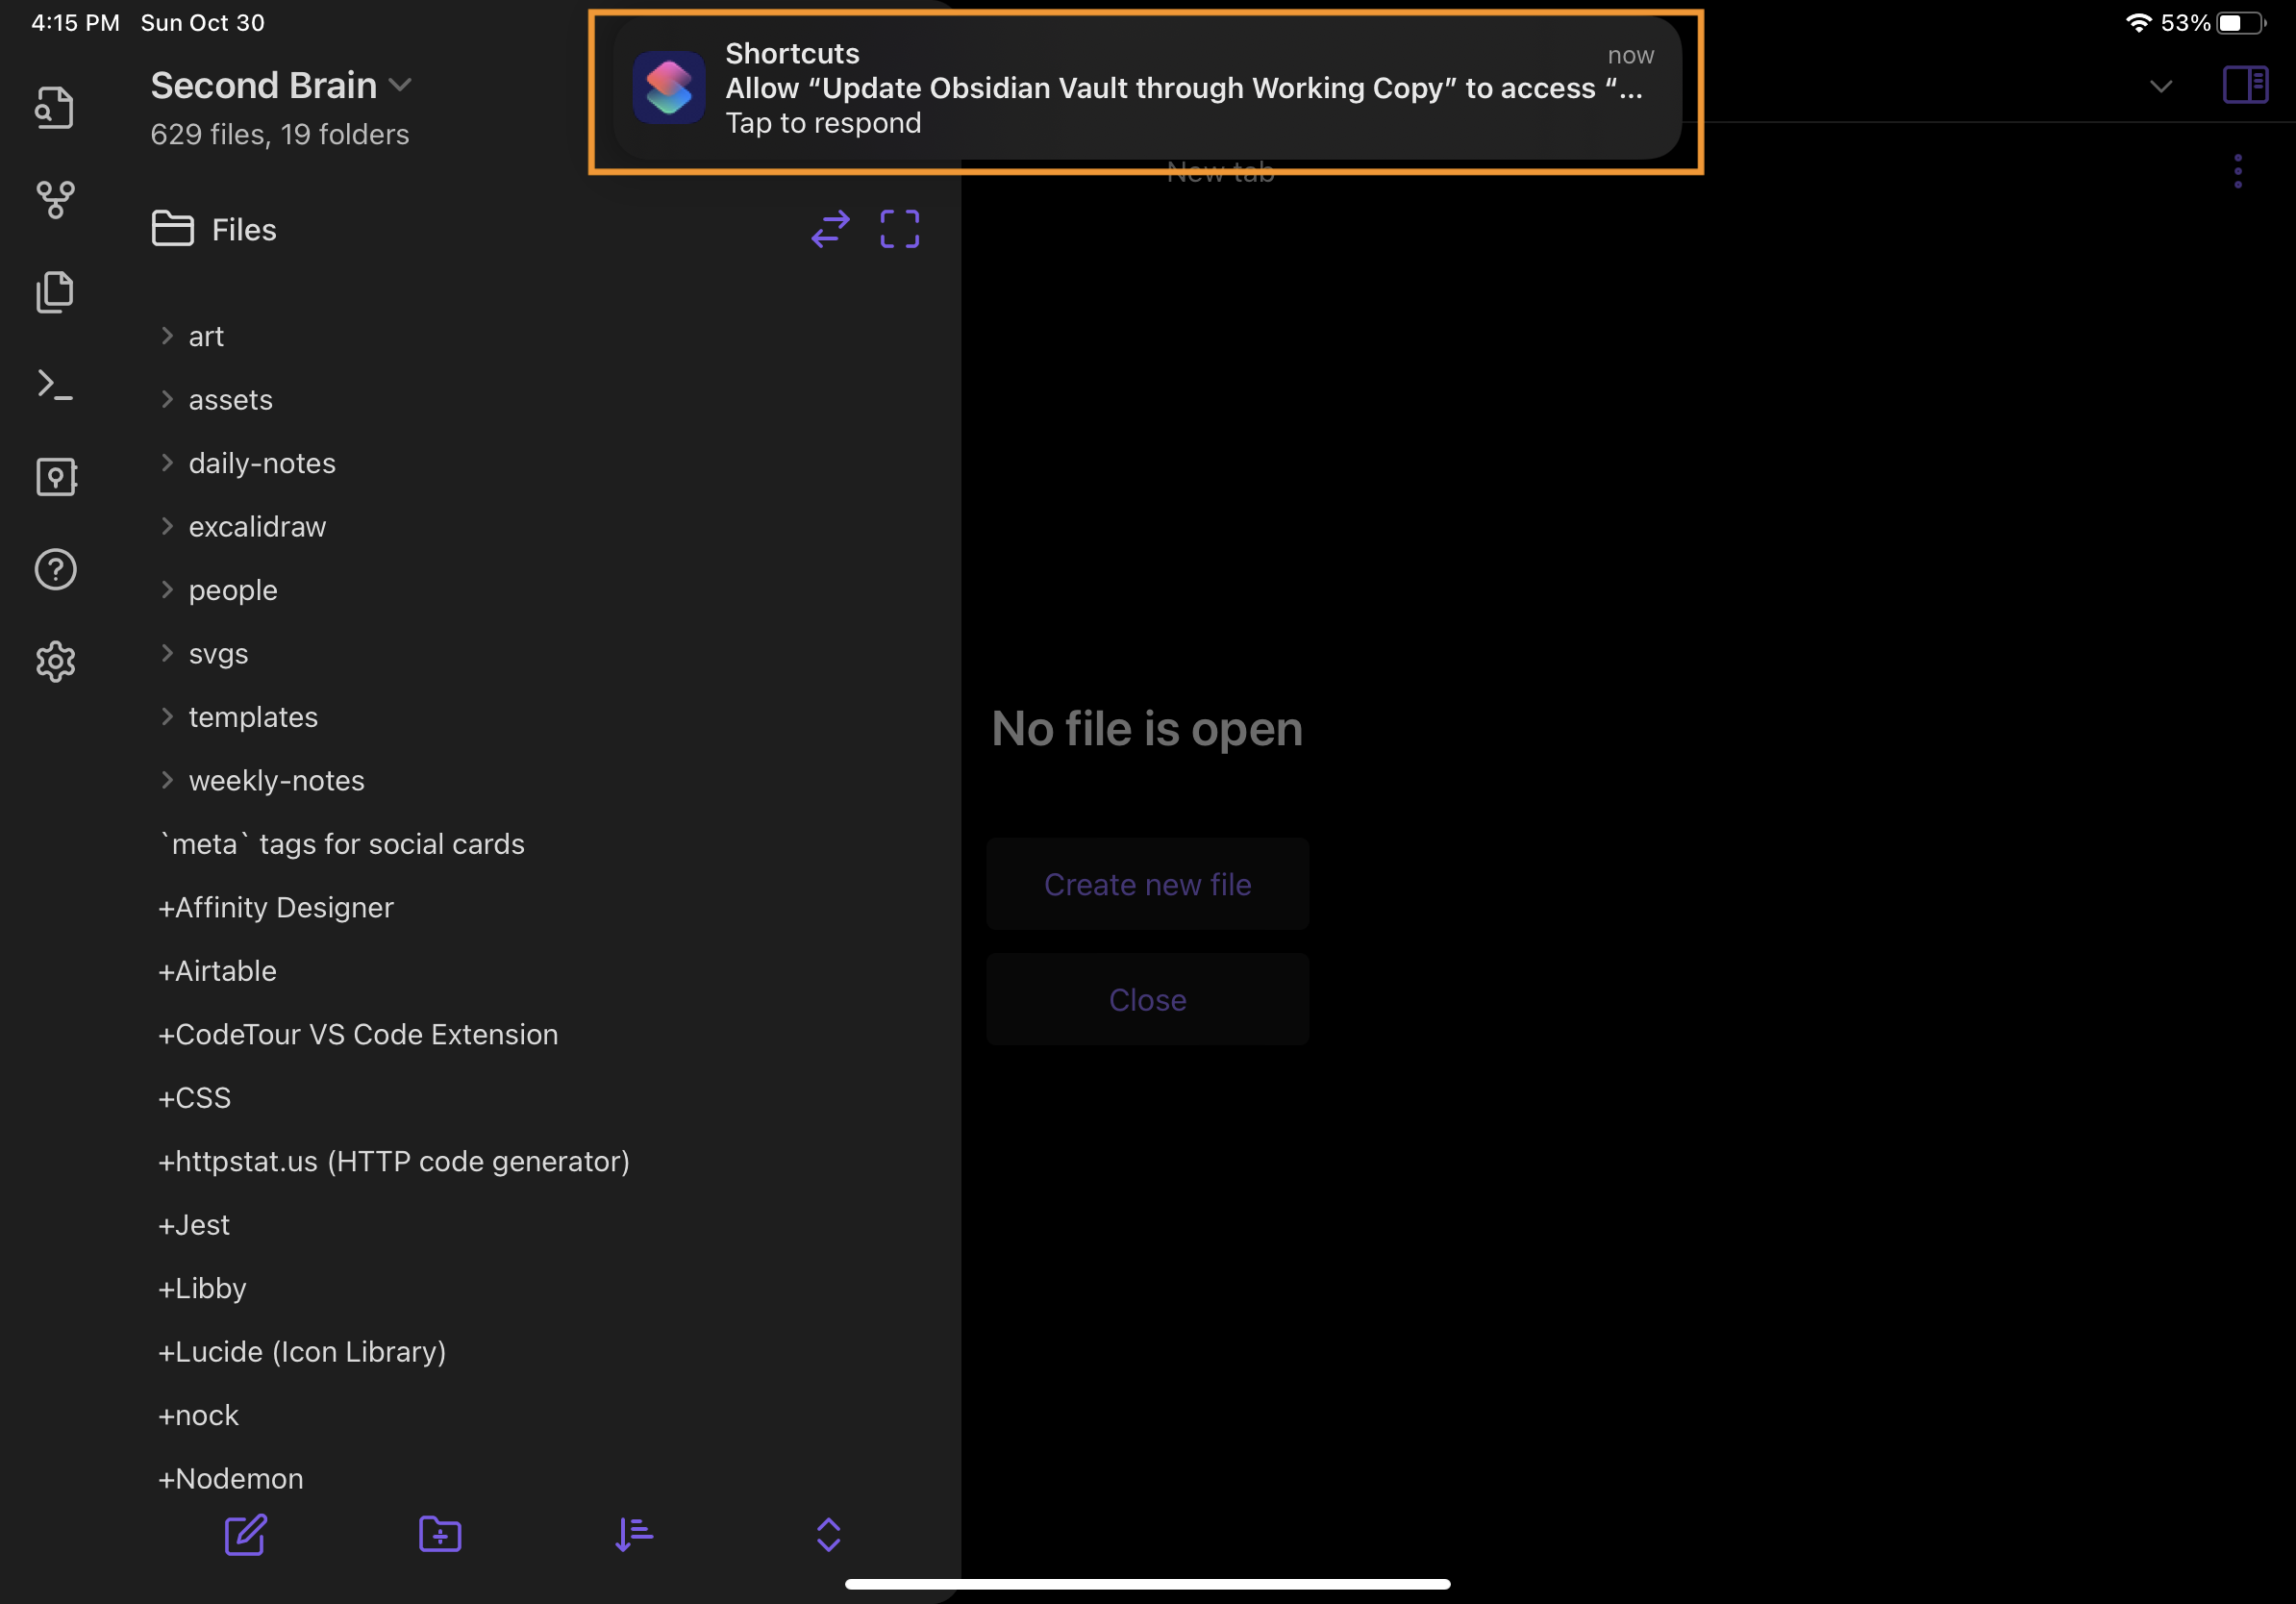 4:15 PM Sun Oct 30
53%
Shortcuts
now
Allow “Update Obsidian Vault through Working Copy” to access “...
Tap to respond
Second Brain
629 files, 19 folders
New tab
Files
art
assets
daily-notes
excalidraw
people
svgs
templates
weekly-notes
`meta` tags for social cards
+Affinity Designer
+Airtable
+CodeTour VS Code Extension
+CSS
+httpstat.us (HTTP code generator)
+Jest
+Libby
+Lucide (Icon Library)
+nock
+Nodemon
No file is open
Create new file
Close